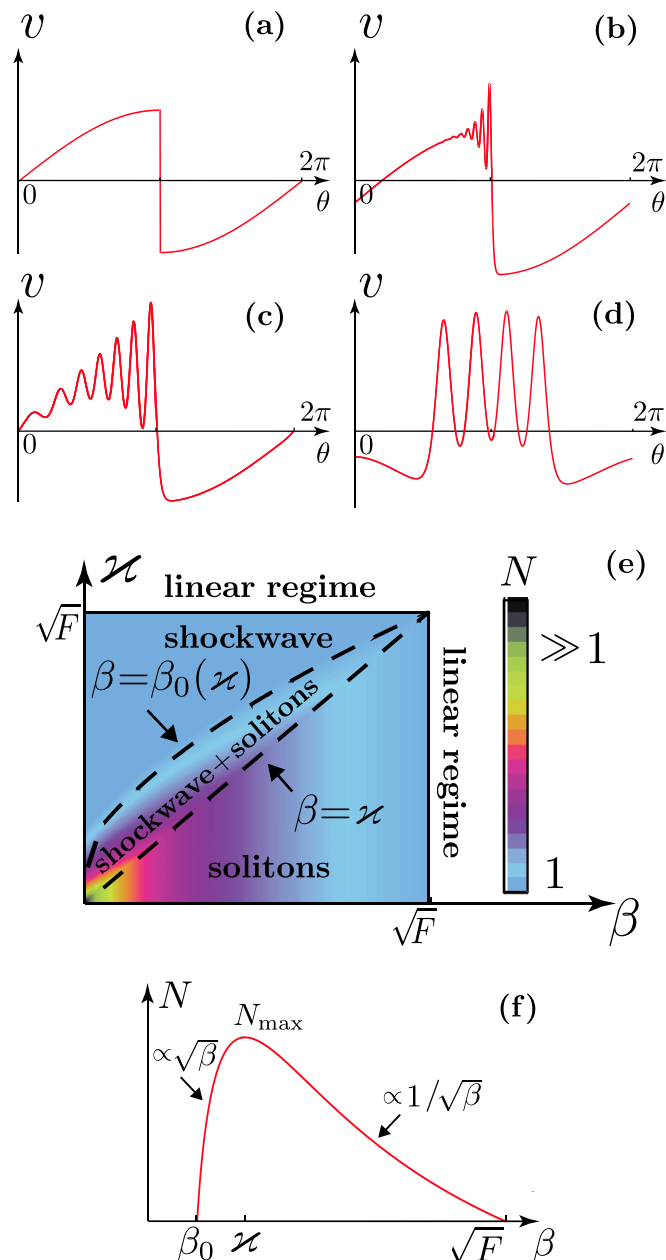 v
(a)
0
2π
θ
v
(b)
0
2π
θ
v
(c)
0
2π
θ
v
(d)
0
2π
θ
(e)
ϰ
linear regime
N
√F
shockwave
β=β₀(ϰ)
shockwave+solitons
β=ϰ
solitons
linear regime
≫1
1
√F
β
(f)
N
N_max
∝√β
∝1/√β
β₀
ϰ
√F
β